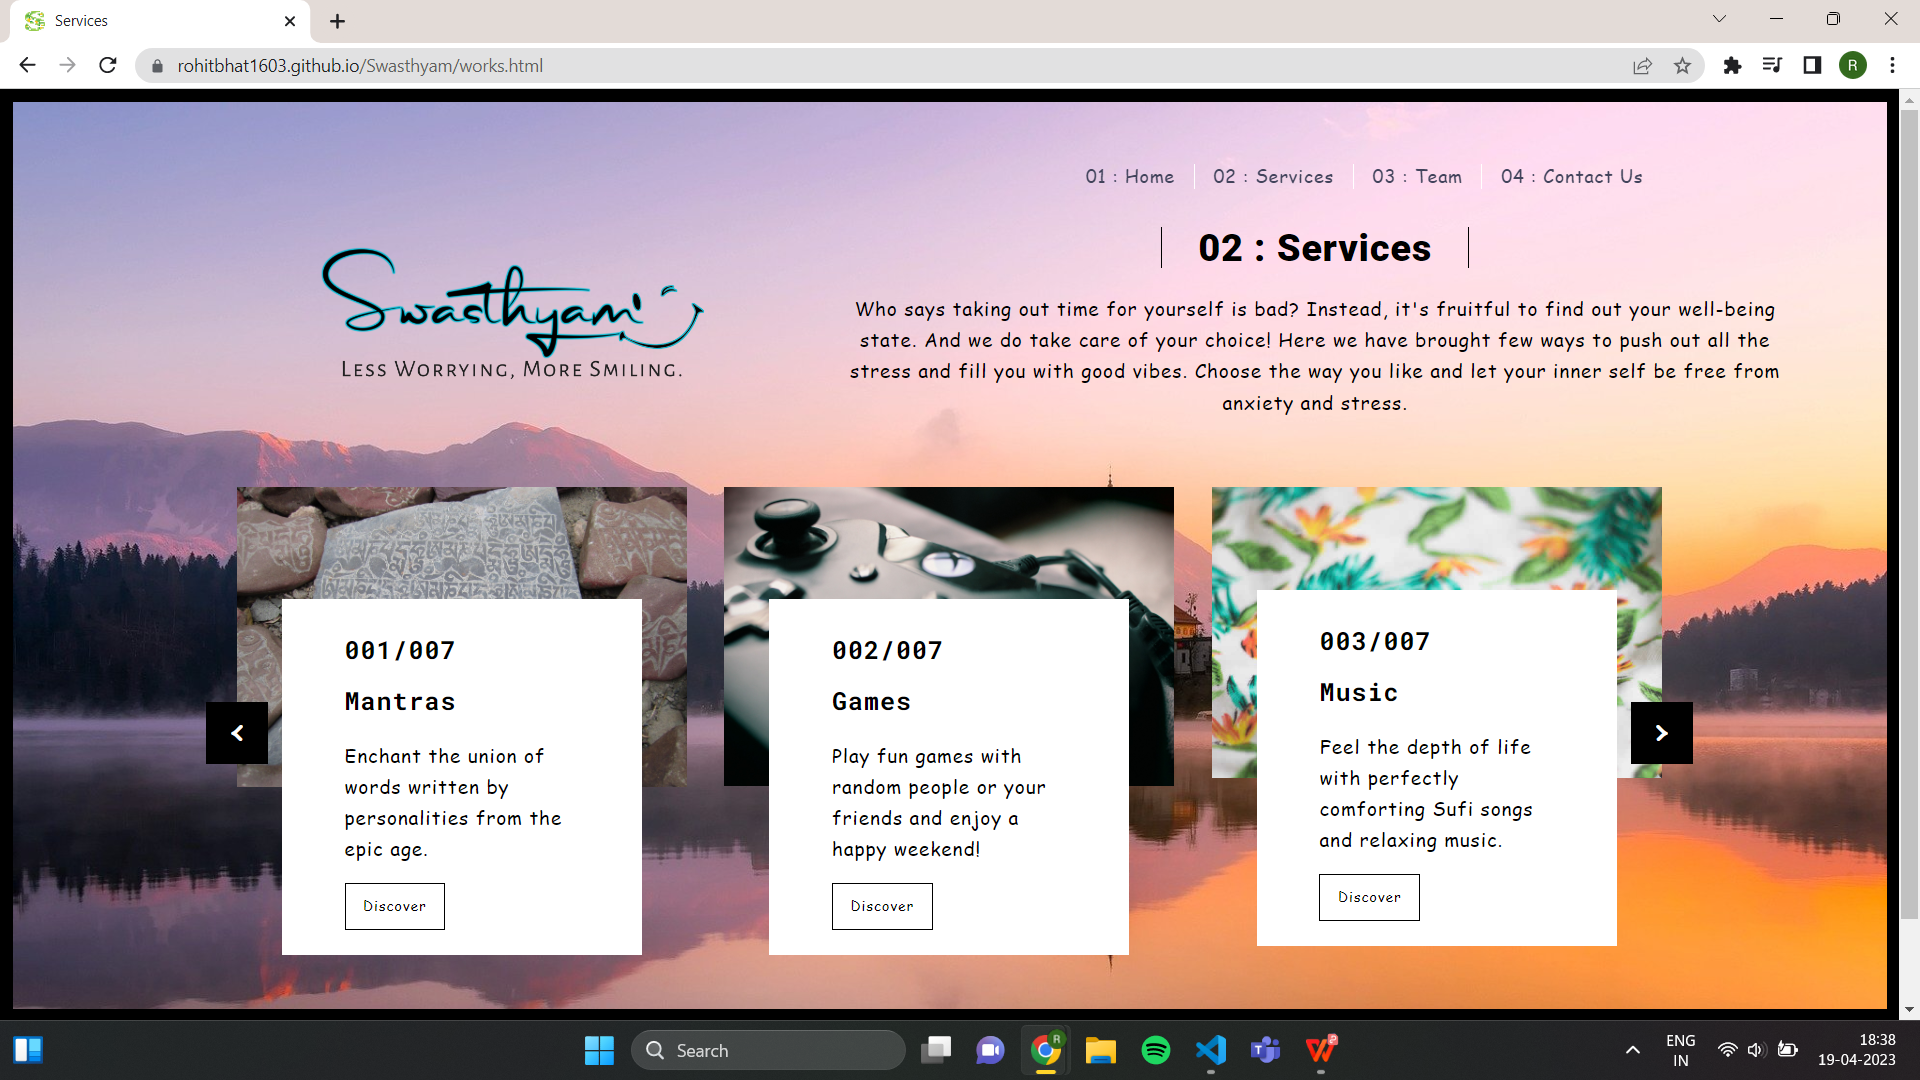 Services
rohitbhat1603.github.io/Swasthyam/works.html
R
01 : Home
02 : Services
03 : Team
04 : Contact Us
02 : Services
Swasthyam
Less Worrying, More Smiling.
Who says taking out time for yourself is bad? Instead, it's fruitful to find out your well-being
state. And we do take care of your choice! Here we have brought few ways to push out all the
stress and fill you with good vibes. Choose the way you like and let your inner self be free from
anxiety and stress.
001/007
Mantras
Enchant the union of
words written by
personalities from the
epic age.
Discover
002/007
Games
Play fun games with
random people or your
friends and enjoy a
happy weekend!
Discover
003/007
Music
Feel the depth of life
with perfectly
comforting Sufi songs
and relaxing music.
Discover
Search
R
ENG
IN
18:38
19-04-2023